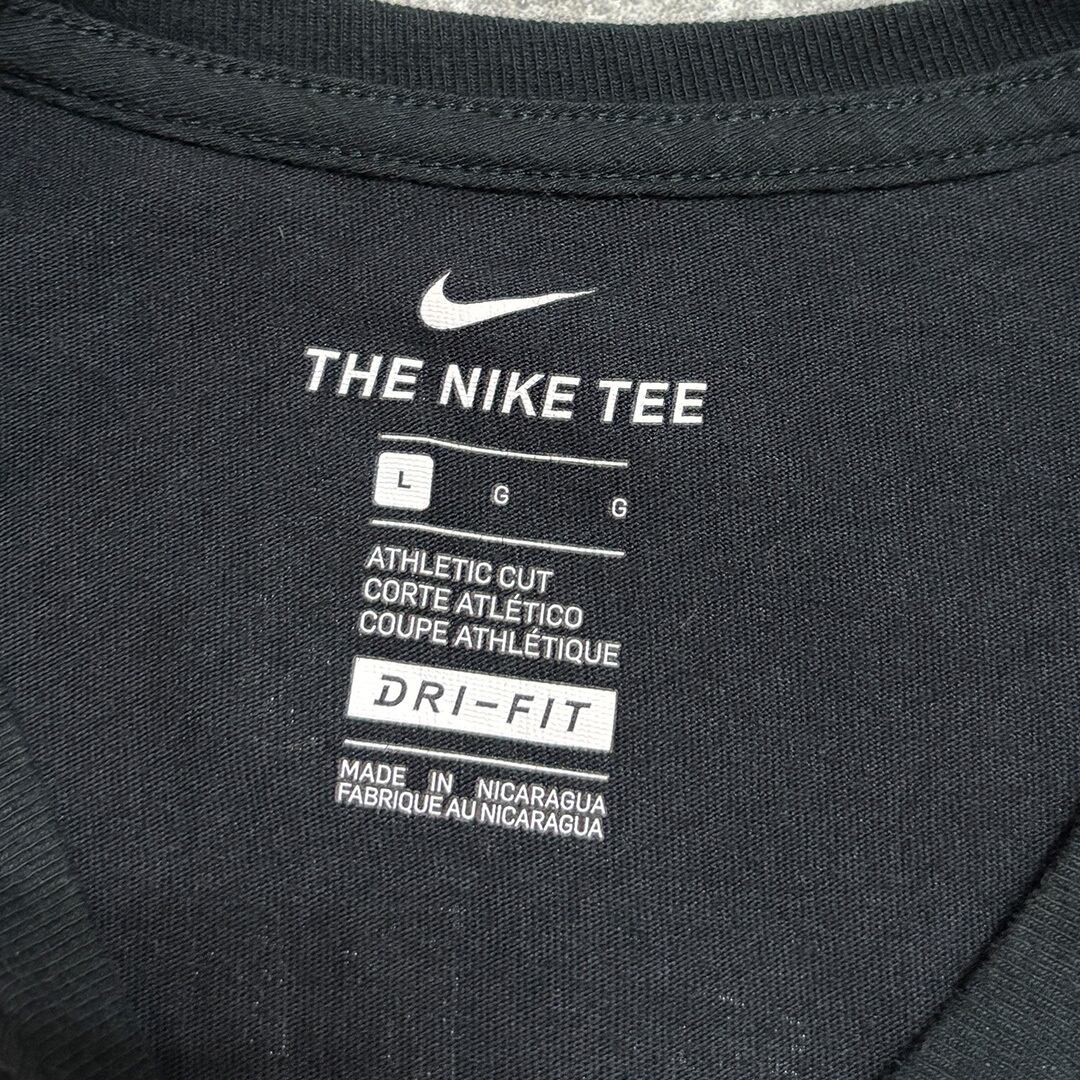 THE NIKE TEE
L G G
ATHLETIC CUT
CORTE ATLÉTICO
COUPE ATHLÉTIQUE
DRI-FIT
MADE IN NICARAGUA
FABRIQUE AU NICARAGUA